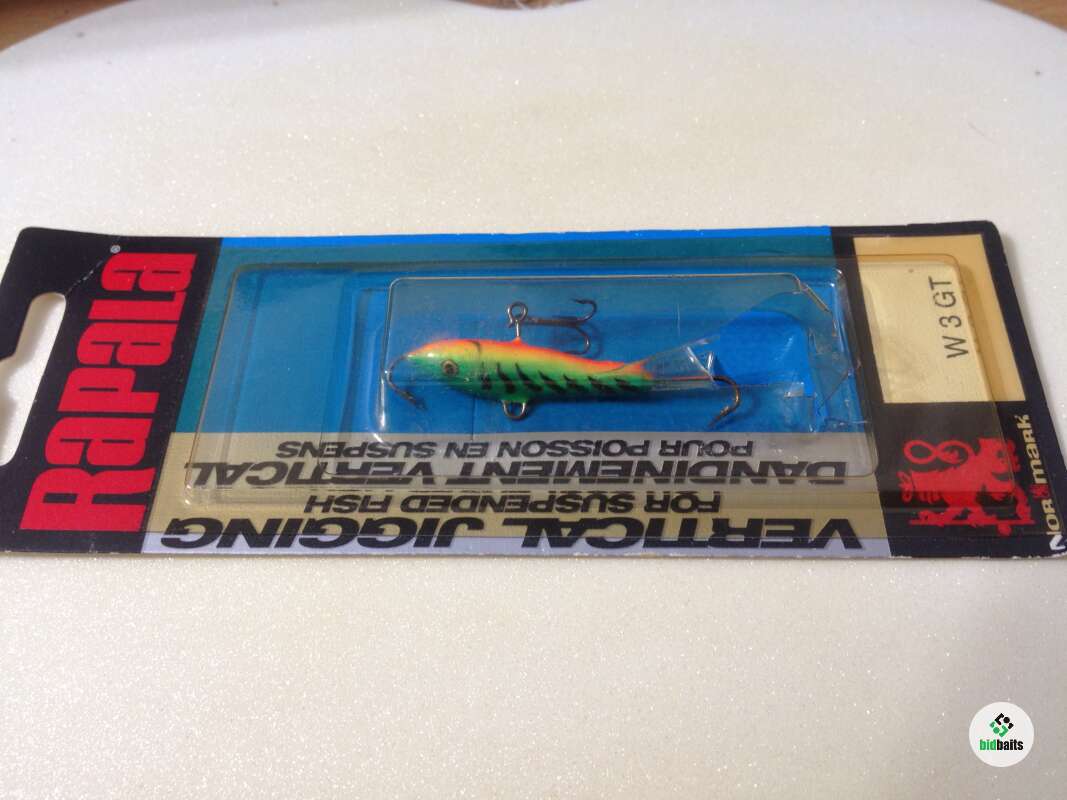 RAPALA®
W 3 GT
VERTICAL JIGGING
FOR SUSPENDED FISH
DANDINEMENT VERTICAL
POUR POISSON EN SUSPENS
NORMARK
bidbaits